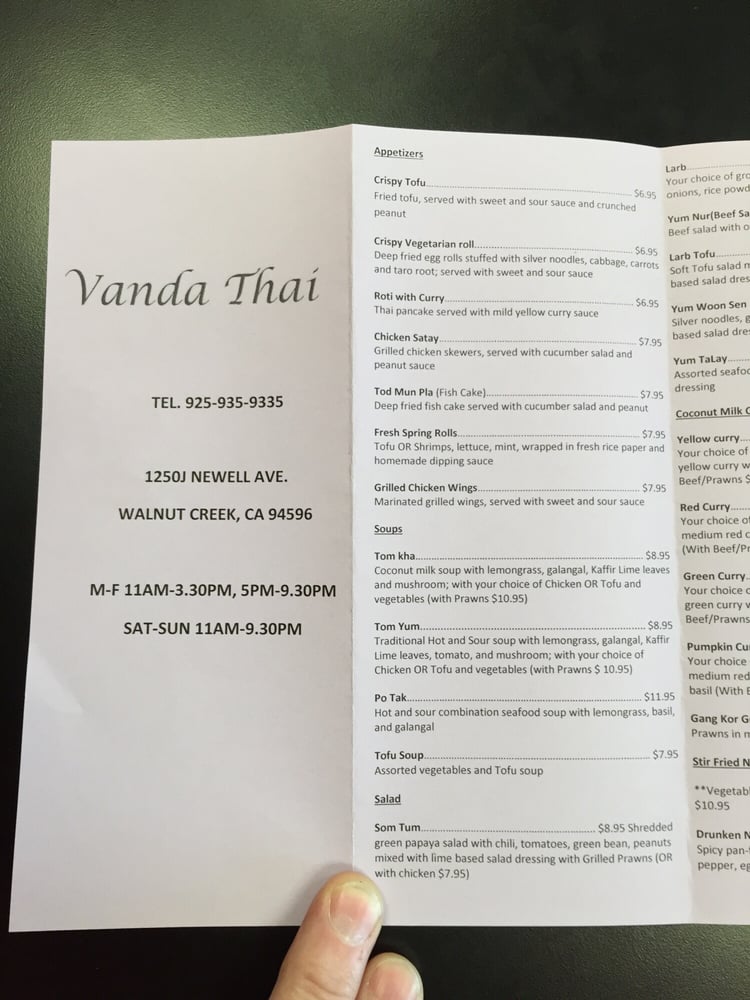 Vanda Thai
TEL. 925-935-9335
1250J NEWELL AVE.
WALNUT CREEK, CA 94596
M-F 11AM-3.30PM, 5PM-9.30PM
SAT-SUN 11AM-9.30PM
Appetizers
Crispy Tofu........ $6.95
Fried tofu, served with sweet and sour sauce and crunched
peanut
Crispy Vegetarian roll........ $6.95
Deep fried egg rolls stuffed with silver noodles, cabbage, carrots
and taro root; served with sweet and sour sauce
Roti with Curry........ $6.95
Thai pancake served with mild yellow curry sauce
Chicken Satay........ $7.95
Grilled chicken skewers, served with cucumber salad and
peanut sauce
Tod Mun Pla (Fish Cake)........ $7.95
Deep fried fish cake served with cucumber salad and peanut
Fresh Spring Rolls........ $7.95
Tofu OR Shrimps, lettuce, mint, wrapped in fresh rice paper and
homemade dipping sauce
Grilled Chicken Wings........ $7.95
Marinated grilled wings, served with sweet and sour sauce
Soups
Tom kha........ $8.95
Coconut milk soup with lemongrass, galangal, Kaffir Lime leaves
and mushroom; with your choice of Chicken OR Tofu and
vegetables (with Prawns $10.95)
Tom Yum........ $8.95
Traditional Hot and Sour soup with lemongrass, galangal, Kaffir
Lime leaves, tomato, and mushroom; with your choice of
Chicken OR Tofu and vegetables (with Prawns $ 10.95)
Po Tak........ $11.95
Hot and sour combination seafood soup with lemongrass, basil,
and galangal
Tofu Soup........ $7.95
Assorted vegetables and Tofu soup
Salad
Som Tum........ $8.95 Shredded
green papaya salad with chili, tomatoes, green bean, peanuts
mixed with lime based salad dressing with Grilled Prawns (OR
with chicken $7.95)
Larb........
Your choice of
onions, rice
Yum Nur(Beef
Beef salad with
Larb Tofu........
Soft Tofu salad
based salad
Yum Woon Sen
Silver noodles,
based salad
Yum TaLay........
Assorted
dressing
Coconut Milk
Yellow curry....
Your choice of
yellow curry
Beef/Prawns $
Red Curry......
Your choice
medium red
(With
Green Curry..
Your choice
green curry
Beef/Prawns
Pumpkin
Your choice
medium red
basil (With
Gang Kor
Prawns in
Stir Fried
$10.95
Drunken
Spicy
pepper,